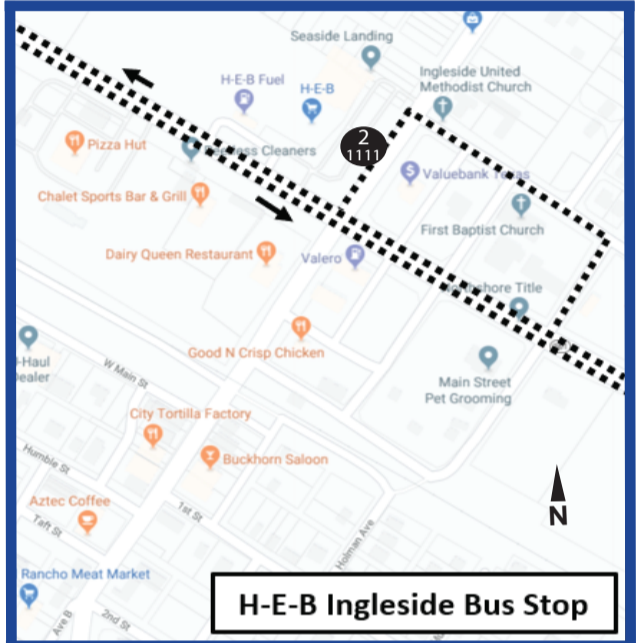 Seaside Landing
H-E-B Fuel
H-E-B
Ingleside United
Methodist Church
2
1111
Pizza Hut
Cleaners
Valuebank Texas
Chalet Sports Bar & Grill
First Baptist Church
Dairy Queen Restaurant
Valero
Title
Good N Crisp Chicken
W Main St
Main Street
Pet Grooming
City Tortilla Factory
Humble St
Buckhorn Saloon
Aztec Coffee
Taft St
1st St
Holman Ave
N
Rancho Meat Market
Ave B
2nd St
H-E-B Ingleside Bus Stop